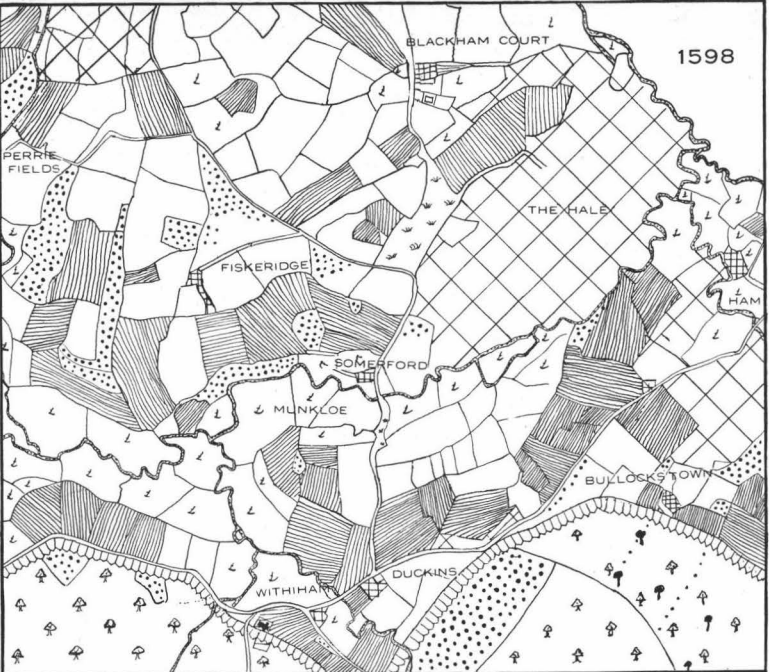 BLACKHAM COURT
1598
PERRIE
FIELDS
THE HALE
FISKERIDGE
HAM
SOMERFORD
MUNKLOE
BULLOCKSTOWN
DUCKINS
WITHIHAM